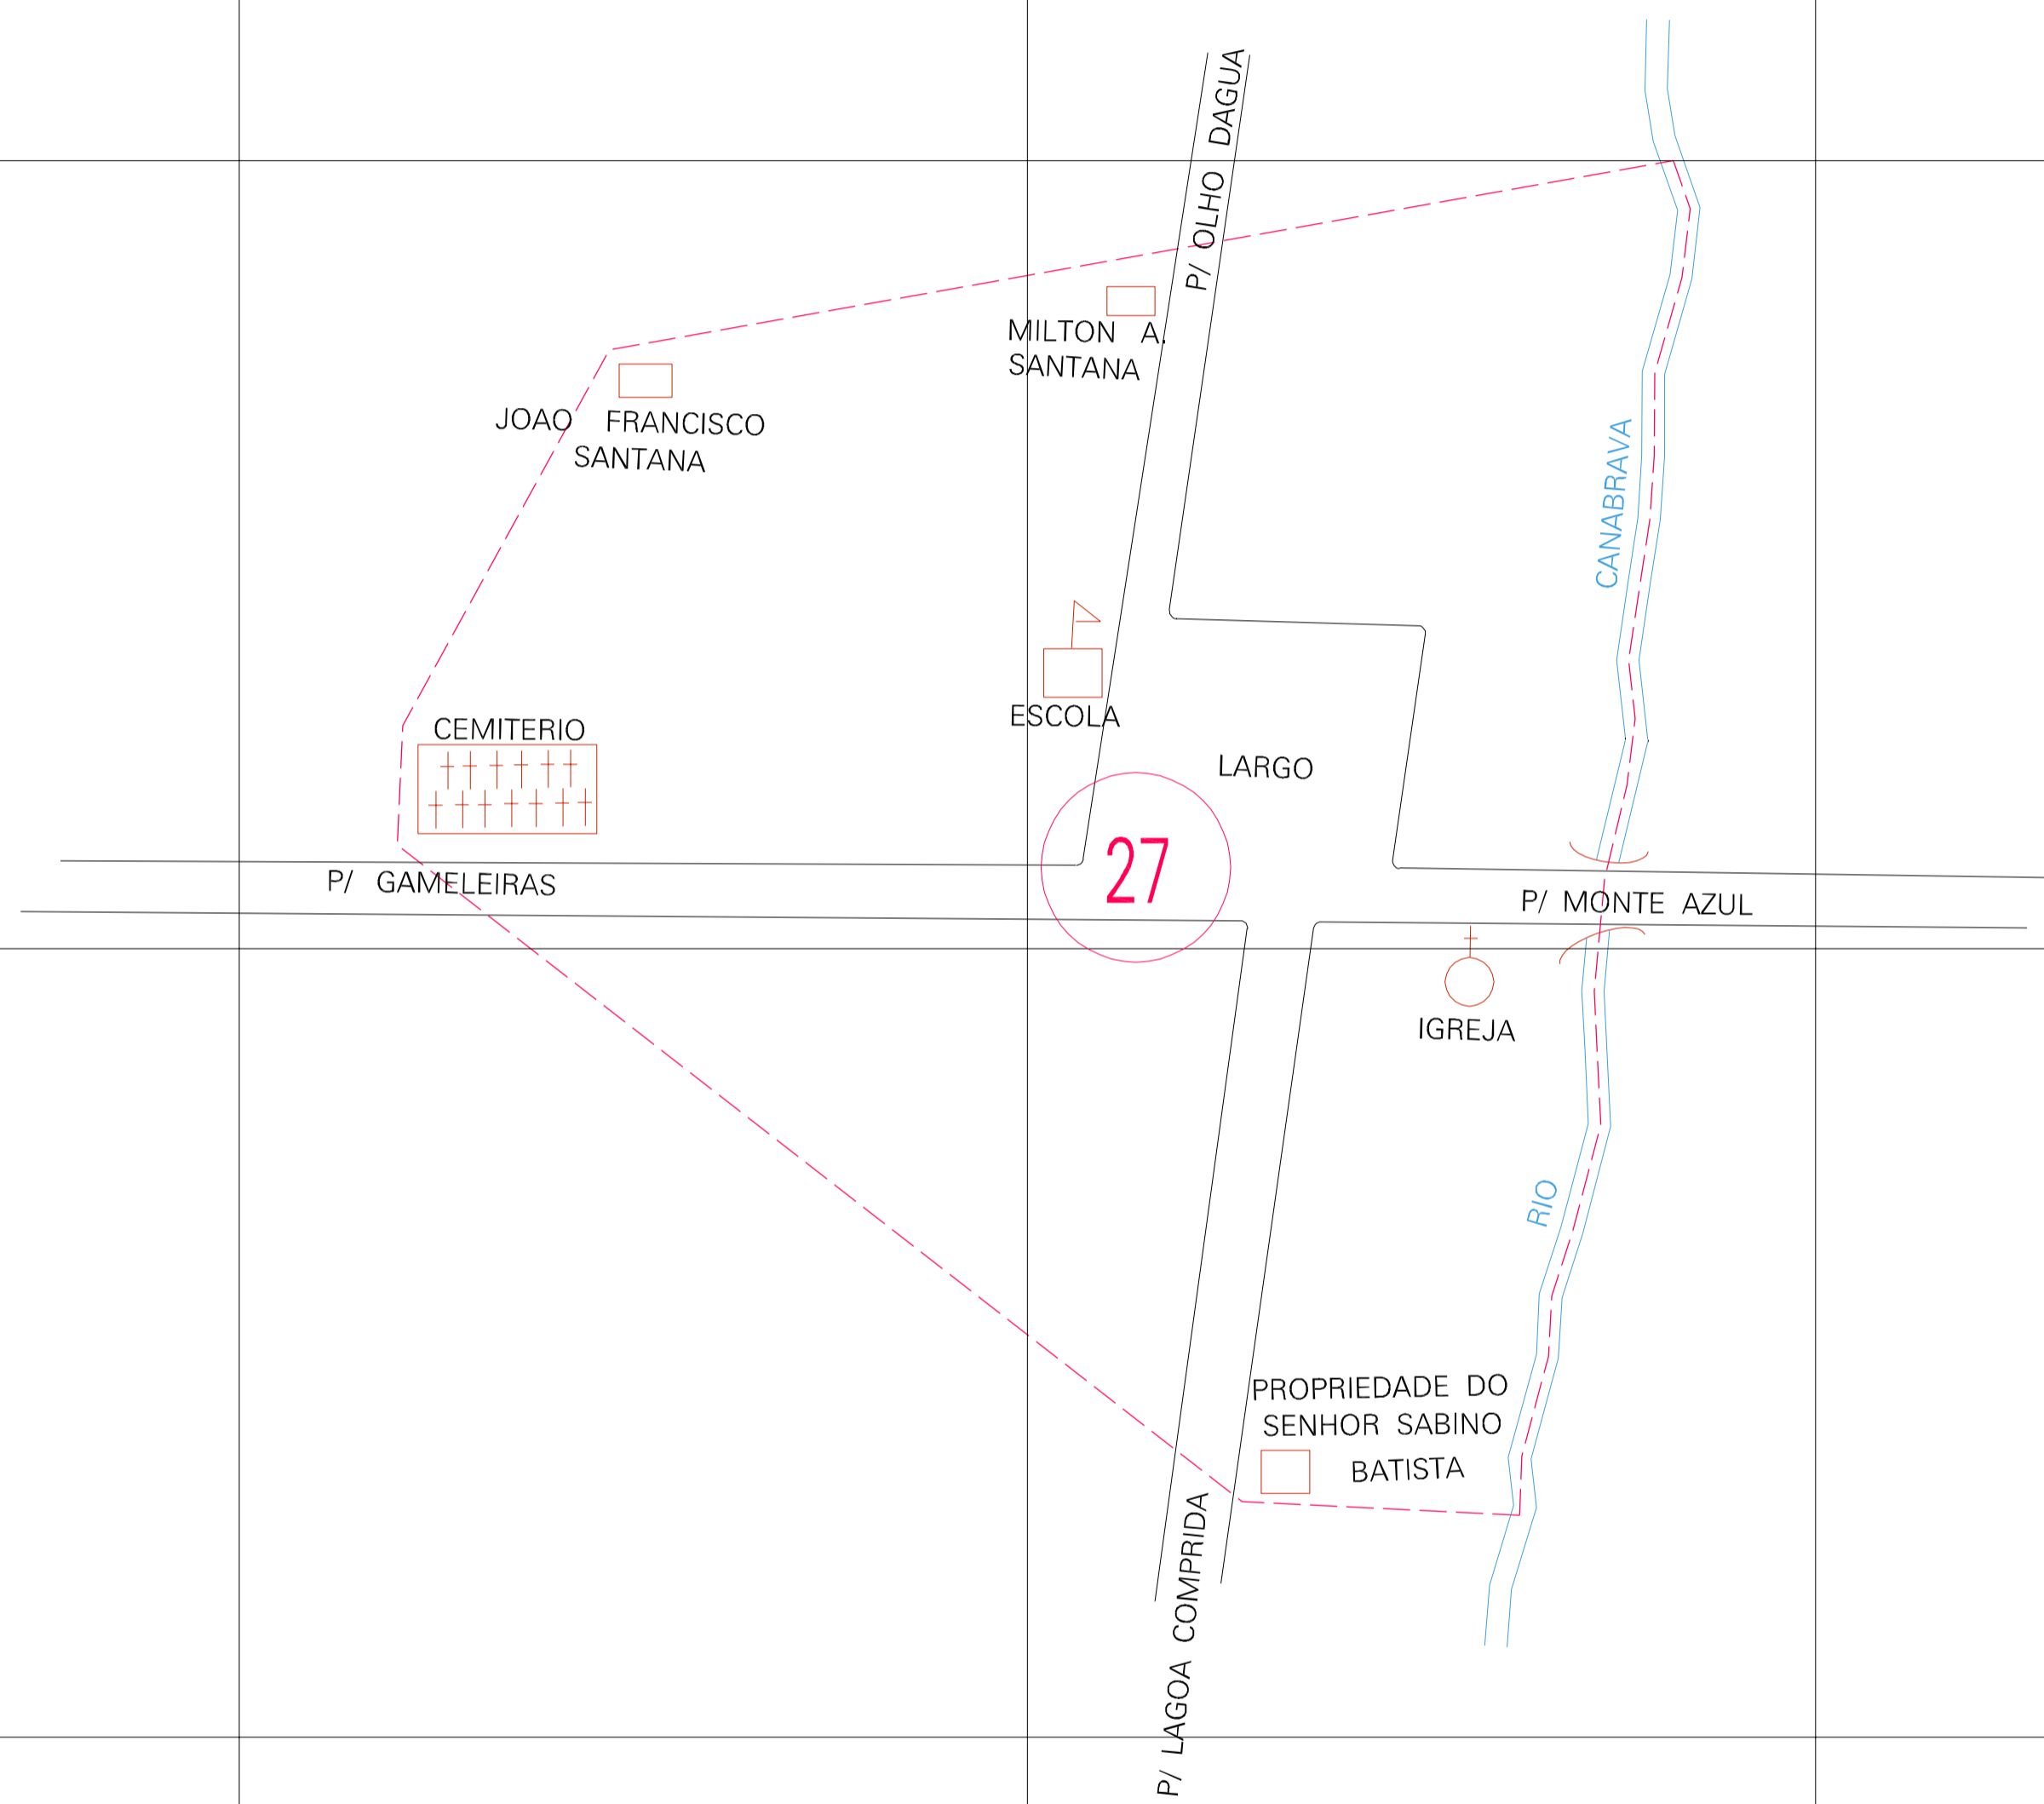 P/ OLHO DAGUA
MILTON A.
SANTANA
JOAO FRANCISCO
SANTANA
CANABRAVA
ESCOLA
CEMITERIO
LARGO
27
P/ GAMELEIRAS
P/ MONTE AZUL
IGREJA
RIO
PROPRIEDADE DO
SENHOR SABINO
BATISTA
P/ LAGOA COMPRIDA